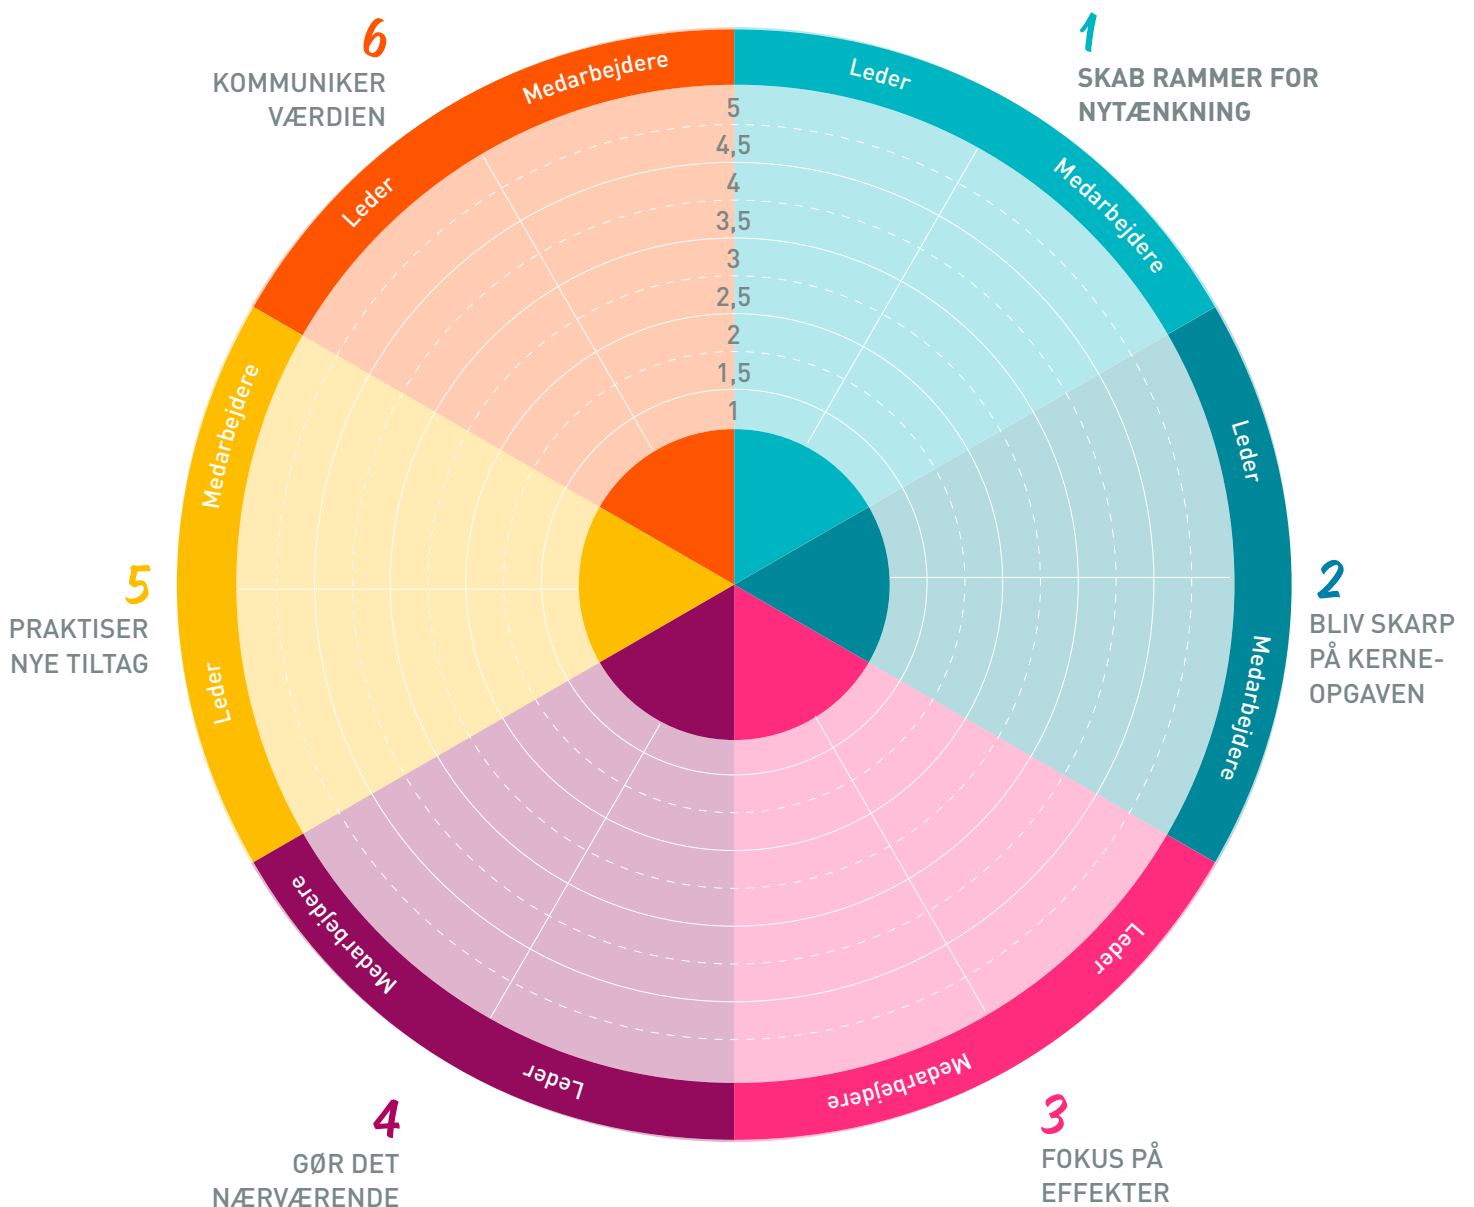 6
KOMMUNIKER
VÆRDIEN
1
SKAB RAMMER FOR
NYTÆNKNING
Leder
Medarbejdere
Leder
Medarbejdere
2
BLIV SKARP
PÅ KERNE-
OPGAVEN
Leder
Medarbejdere
3
FOKUS PÅ
EFFEKTER
Leder
Medarbejdere
4
GØR DET
NÆRVÆRENDE
Leder
Medarbejdere
5
PRAKTISER
NYE TILTAG
Leder
Medarbejdere
5
4,5
4
3,5
3
2,5
2
1,5
1